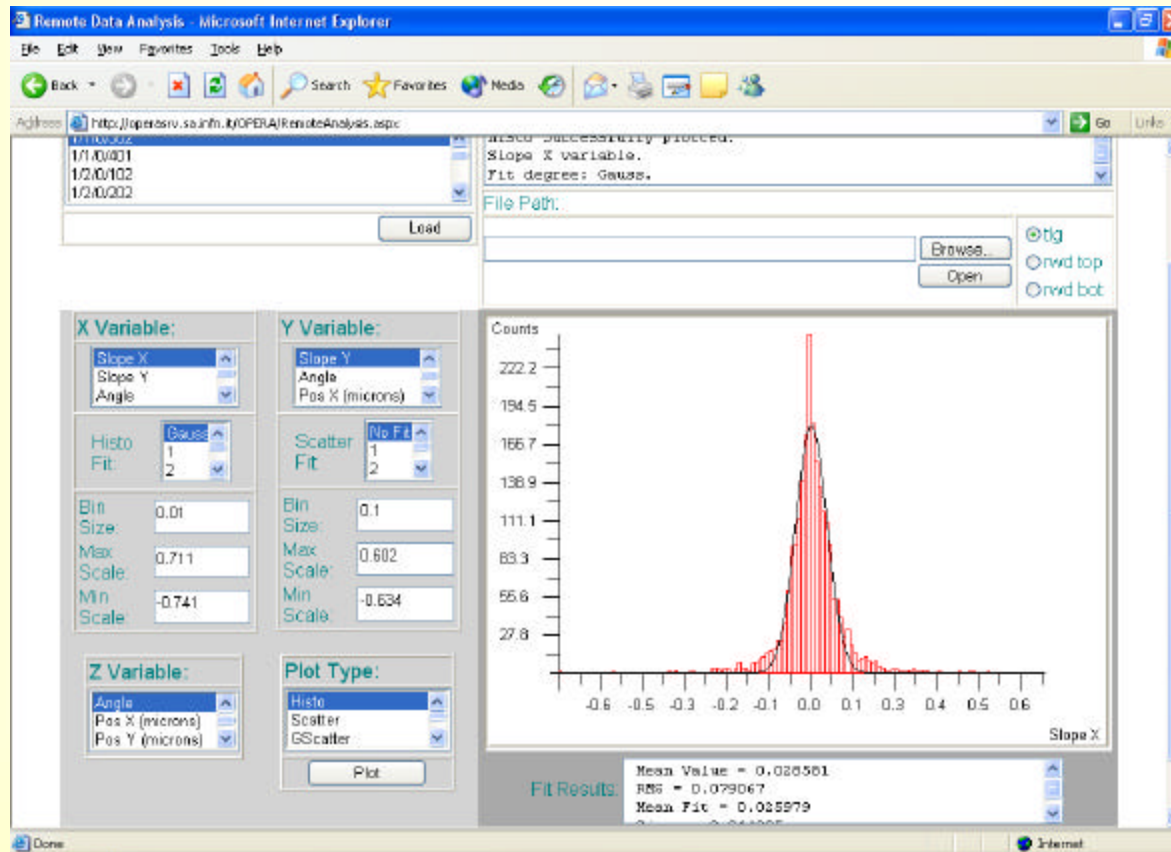 Remote Data Analysis - Microsoft Internet Explorer
File Edit View Favorites Tools Help
Back Search Favorites Media
Address http://operasrv.sa.infn.it/OPERA/RemoteAnalysis.aspx Go Links
1/1/0/302
1/1/0/401
1/2/0/102
1/2/0/202
Load
Histo Successfully plotted.
Slope X variable.
Fit degree: Gauss.
File Path:
Browse...
Open
tlg
rwd top
rwd bot
X Variable:
Slope X
Slope Y
Angle
Histo Fit:
Gauss
1
2
Bin Size: 0.01
Max Scale: 0.711
Min Scale: -0.741
Y Variable:
Slope Y
Angle
Pos X (microns)
Scatter Fit:
No Fit
1
2
Bin Size: 0.1
Max Scale: 0.602
Min Scale: -0.634
Z Variable:
Angle
Pos X (microns)
Pos Y (microns)
Plot Type:
Histo
Scatter
GScatter
Plot
Counts
222.2
194.5
166.7
138.9
111.1
83.3
55.6
27.8
-0.6 -0.5 -0.3 -0.2 -0.1 0.0 0.1 0.3 0.4 0.5 0.6
Slope X
Fit Results:
Mean Value = 0.028581
RMS = 0.079067
Mean Fit = 0.025979
Done Internet